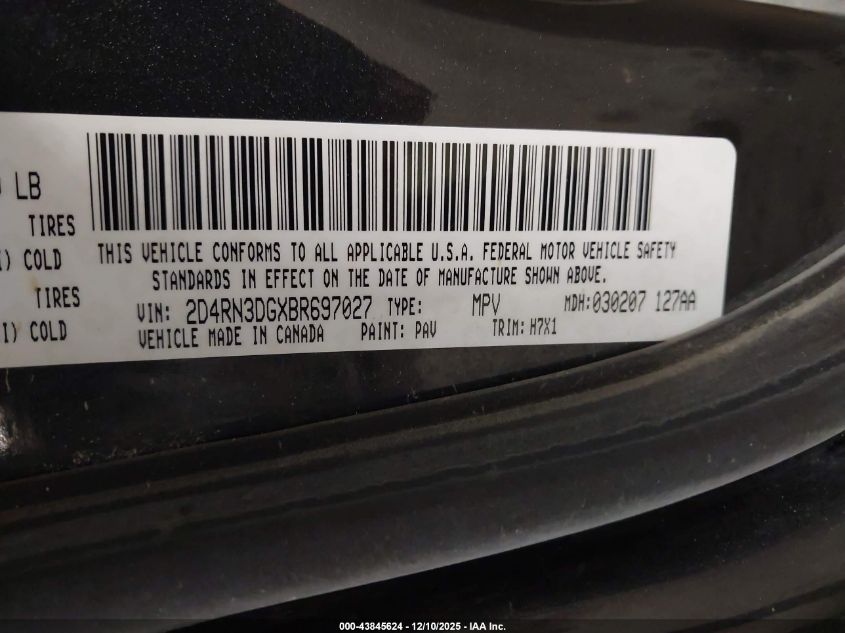 LB
TIRES
) COLD
TIRES
I) COLD
THIS VEHICLE CONFORMS TO ALL APPLICABLE U.S.A. FEDERAL MOTOR VEHICLE SAFETY
STANDARDS IN EFFECT ON THE DATE OF MANUFACTURE SHOWN ABOVE.
VIN: 2D4RN3DGXBR697027 TYPE: MPV MDH:030207 127AA
VEHICLE MADE IN CANADA PAINT: PAV TRIM: H7X1
000-43845624 - 12/10/2025 - IAA Inc.